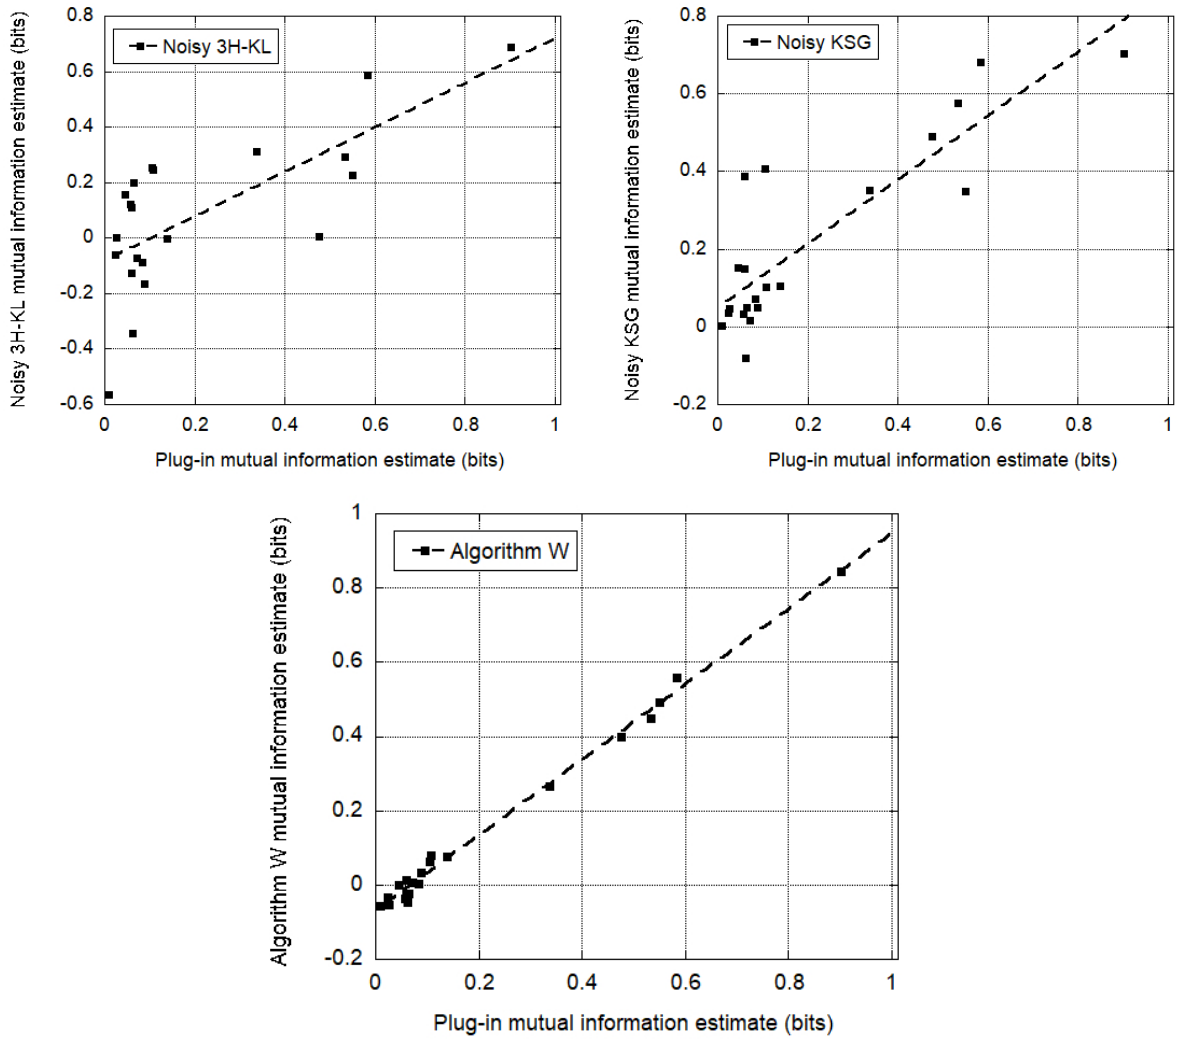 Noisy 3H-KL mutual information estimate (bits)
0.8
0.6
0.4
0.2
0
-0.2
-0.4
-0.6
Noisy 3H-KL
0 0.2 0.4 0.6 0.8 1
Plug-in mutual information estimate (bits)
Noisy KSG mutual information estimate (bits)
0.8
0.6
0.4
0.2
0
-0.2
Noisy KSG
0 0.2 0.4 0.6 0.8 1
Plug-in mutual information estimate (bits)
Algorithm W mutual information estimate (bits)
1
0.8
0.6
0.4
0.2
0
-0.2
Algorithm W
0 0.2 0.4 0.6 0.8 1
Plug-in mutual information estimate (bits)